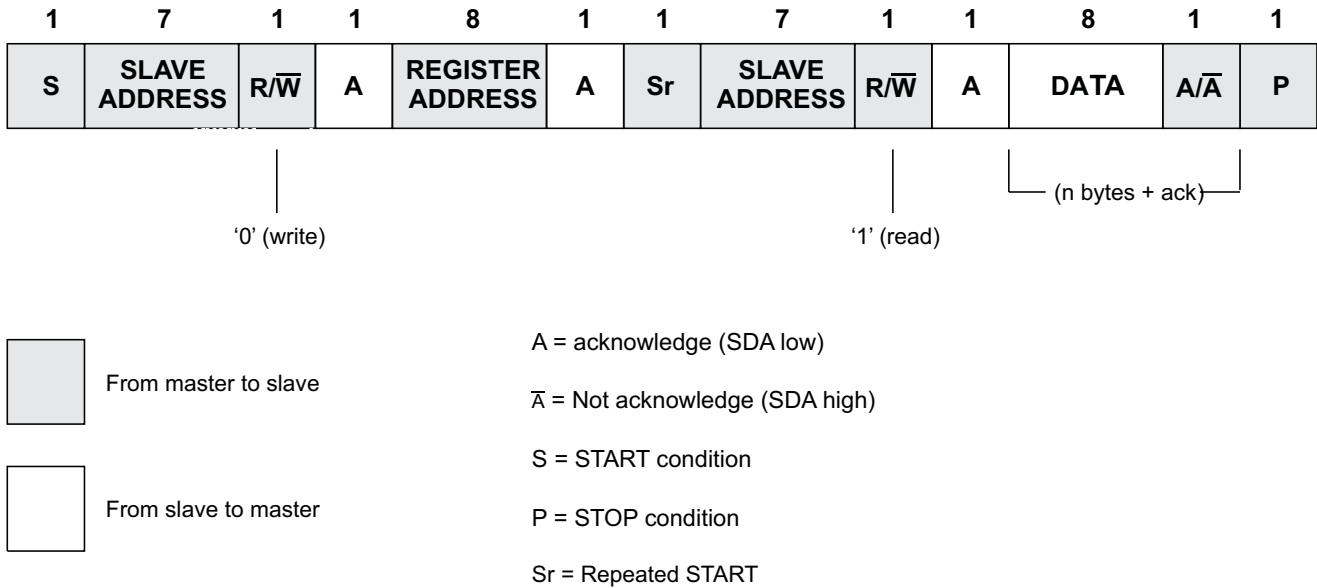 1 7 1 1 8 1 1 7 1 1 8 1 1
S SLAVE ADDRESS R/W̅ A REGISTER ADDRESS A Sr SLAVE ADDRESS R/W̅ A DATA A/A̅ P
(n bytes + ack)
‘0’ (write) ‘1’ (read)
A = acknowledge (SDA low)
From master to slave
A̅ = Not acknowledge (SDA high)
S = START condition
From slave to master
P = STOP condition
Sr = Repeated START